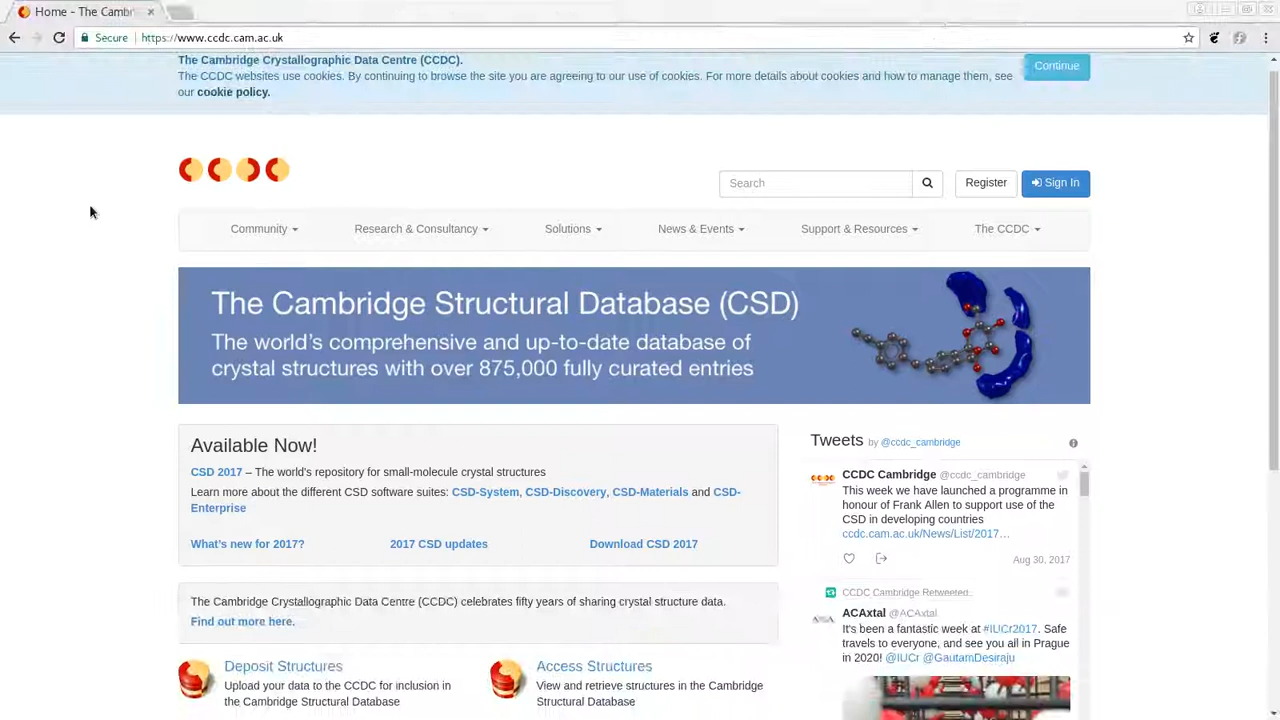 Home - The Cambr
Secure
https://www.ccdc.cam.ac.uk
The Cambridge Crystallographic Data Centre (CCDC).
The CCDC websites use cookies. By continuing to browse the site you are agreeing to our use of cookies. For more details about cookies and how to manage them, see
our cookie policy.
Continue
Search
Register
Sign In
Community
Research & Consultancy
Solutions
News & Events
Support & Resources
The CCDC
The Cambridge Structural Database (CSD)
The world's comprehensive and up-to-date database of
crystal structures with over 875,000 fully curated entries
Available Now!
CSD 2017 – The world's repository for small-molecule crystal structures
Learn more about the different CSD software suites: CSD-System, CSD-Discovery, CSD-Materials and CSD-
Enterprise
What's new for 2017?
2017 CSD updates
Download CSD 2017
The Cambridge Crystallographic Data Centre (CCDC) celebrates fifty years of sharing crystal structure data.
Find out more here.
Deposit Structures
Upload your data to the CCDC for inclusion in
the Cambridge Structural Database
Access Structures
View and retrieve structures in the Cambridge
Structural Database
Tweets by @ccdc_cambridge
CCDC Cambridge @ccdc_cambridge
This week we have launched a programme in
honour of Frank Allen to support use of the
CSD in developing countries
ccdc.cam.ac.uk/News/List/2017…
Aug 30, 2017
CCDC Cambridge Retweeted
ACAxtal @ACAxtal
It's been a fantastic week at #IUCr2017. Safe
travels to everyone, and see you all in Prague
in 2020! @IUCr @GautamDesiraju